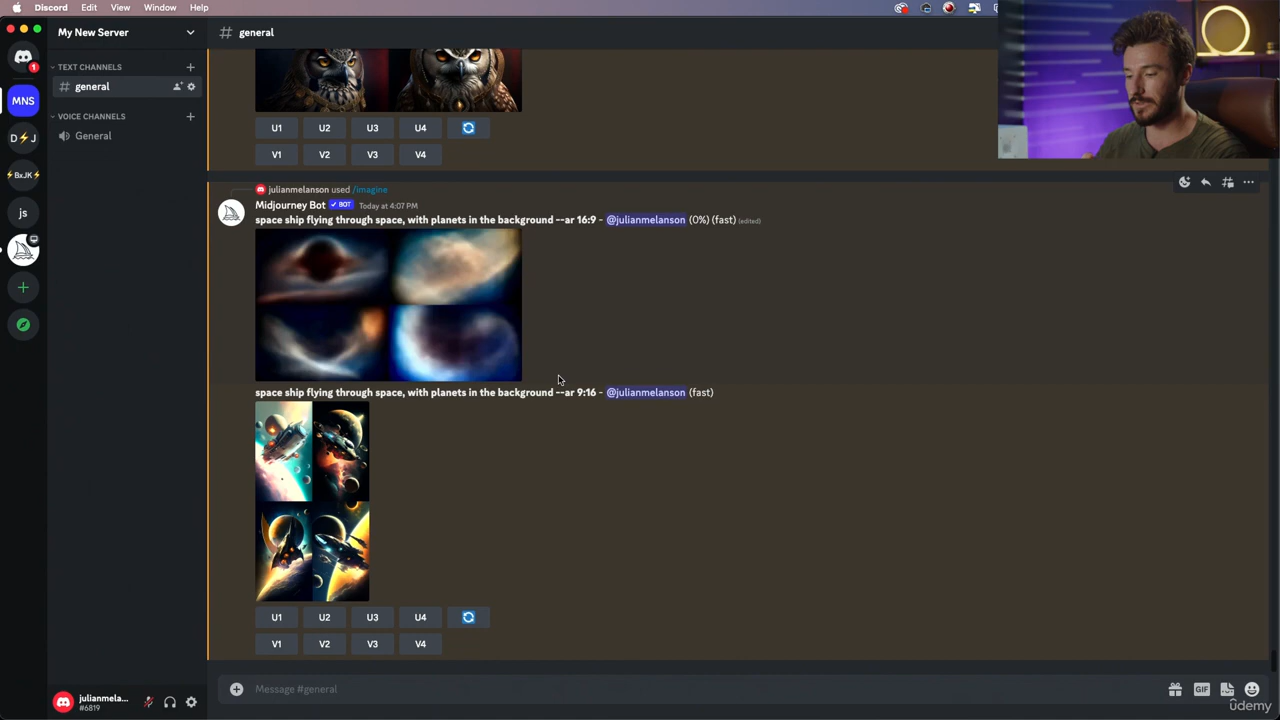 Discord Edit View Window Help
My New Server
# general
1
TEXT CHANNELS
# general
MNS
VOICE CHANNELS
General
D⚡J
⚡BxJK⚡
js
U1 U2 U3 U4
V1 V2 V3 V4
julianmelanson used /imagine
Midjourney Bot ✓ BOT Today at 4:07 PM
space ship flying through space, with planets in the background --ar 16:9 - @julianmelanson (0%) (fast) (edited)
space ship flying through space, with planets in the background --ar 9:16 - @julianmelanson (fast)
U1 U2 U3 U4
V1 V2 V3 V4
julianmela...
#6819
Message #general
GIF
ûdemy